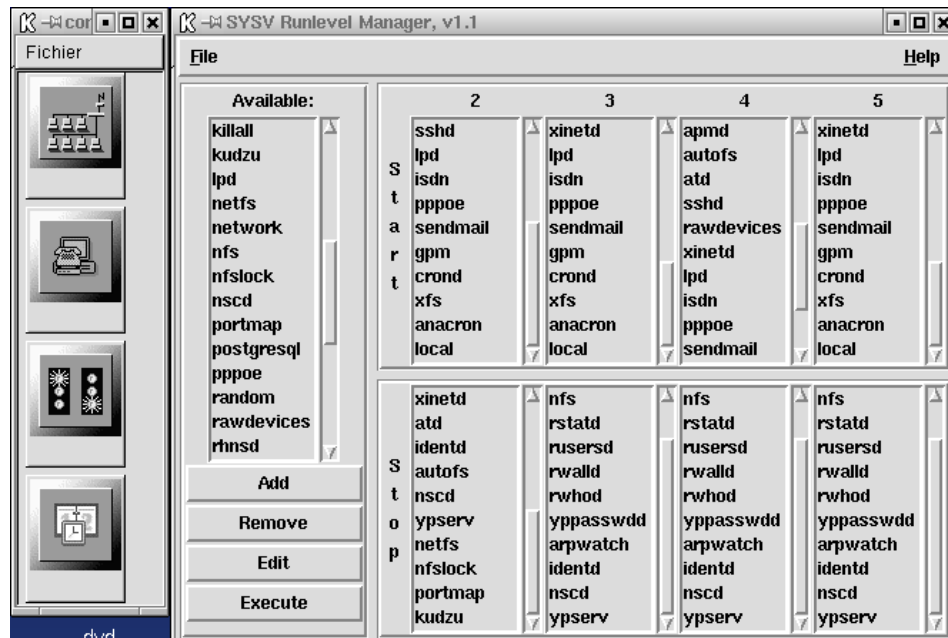 cor
Fichier
dvd
SYSV Runlevel Manager, v1.1
File
Help
Available:
killall
kudzu
lpd
netfs
network
nfs
nfslock
nscd
portmap
postgresql
pppoe
random
rawdevices
rhnsd
Add
Remove
Edit
Execute
Start
2
sshd
lpd
isdn
pppoe
sendmail
gpm
crond
xfs
anacron
local
3
xinetd
lpd
isdn
pppoe
sendmail
gpm
crond
xfs
anacron
local
4
apmd
autofs
atd
sshd
rawdevices
xinetd
lpd
isdn
pppoe
sendmail
5
xinetd
lpd
isdn
pppoe
sendmail
gpm
crond
xfs
anacron
local
Stop
xinetd
atd
identd
autofs
nscd
ypserv
netfs
nfslock
portmap
kudzu
nfs
rstatd
rusersd
rwalld
rwhod
yppasswdd
arpwatch
identd
nscd
ypserv
nfs
rstatd
rusersd
rwalld
rwhod
yppasswdd
arpwatch
identd
nscd
ypserv
nfs
rstatd
rusersd
rwalld
rwhod
yppasswdd
arpwatch
identd
nscd
ypserv